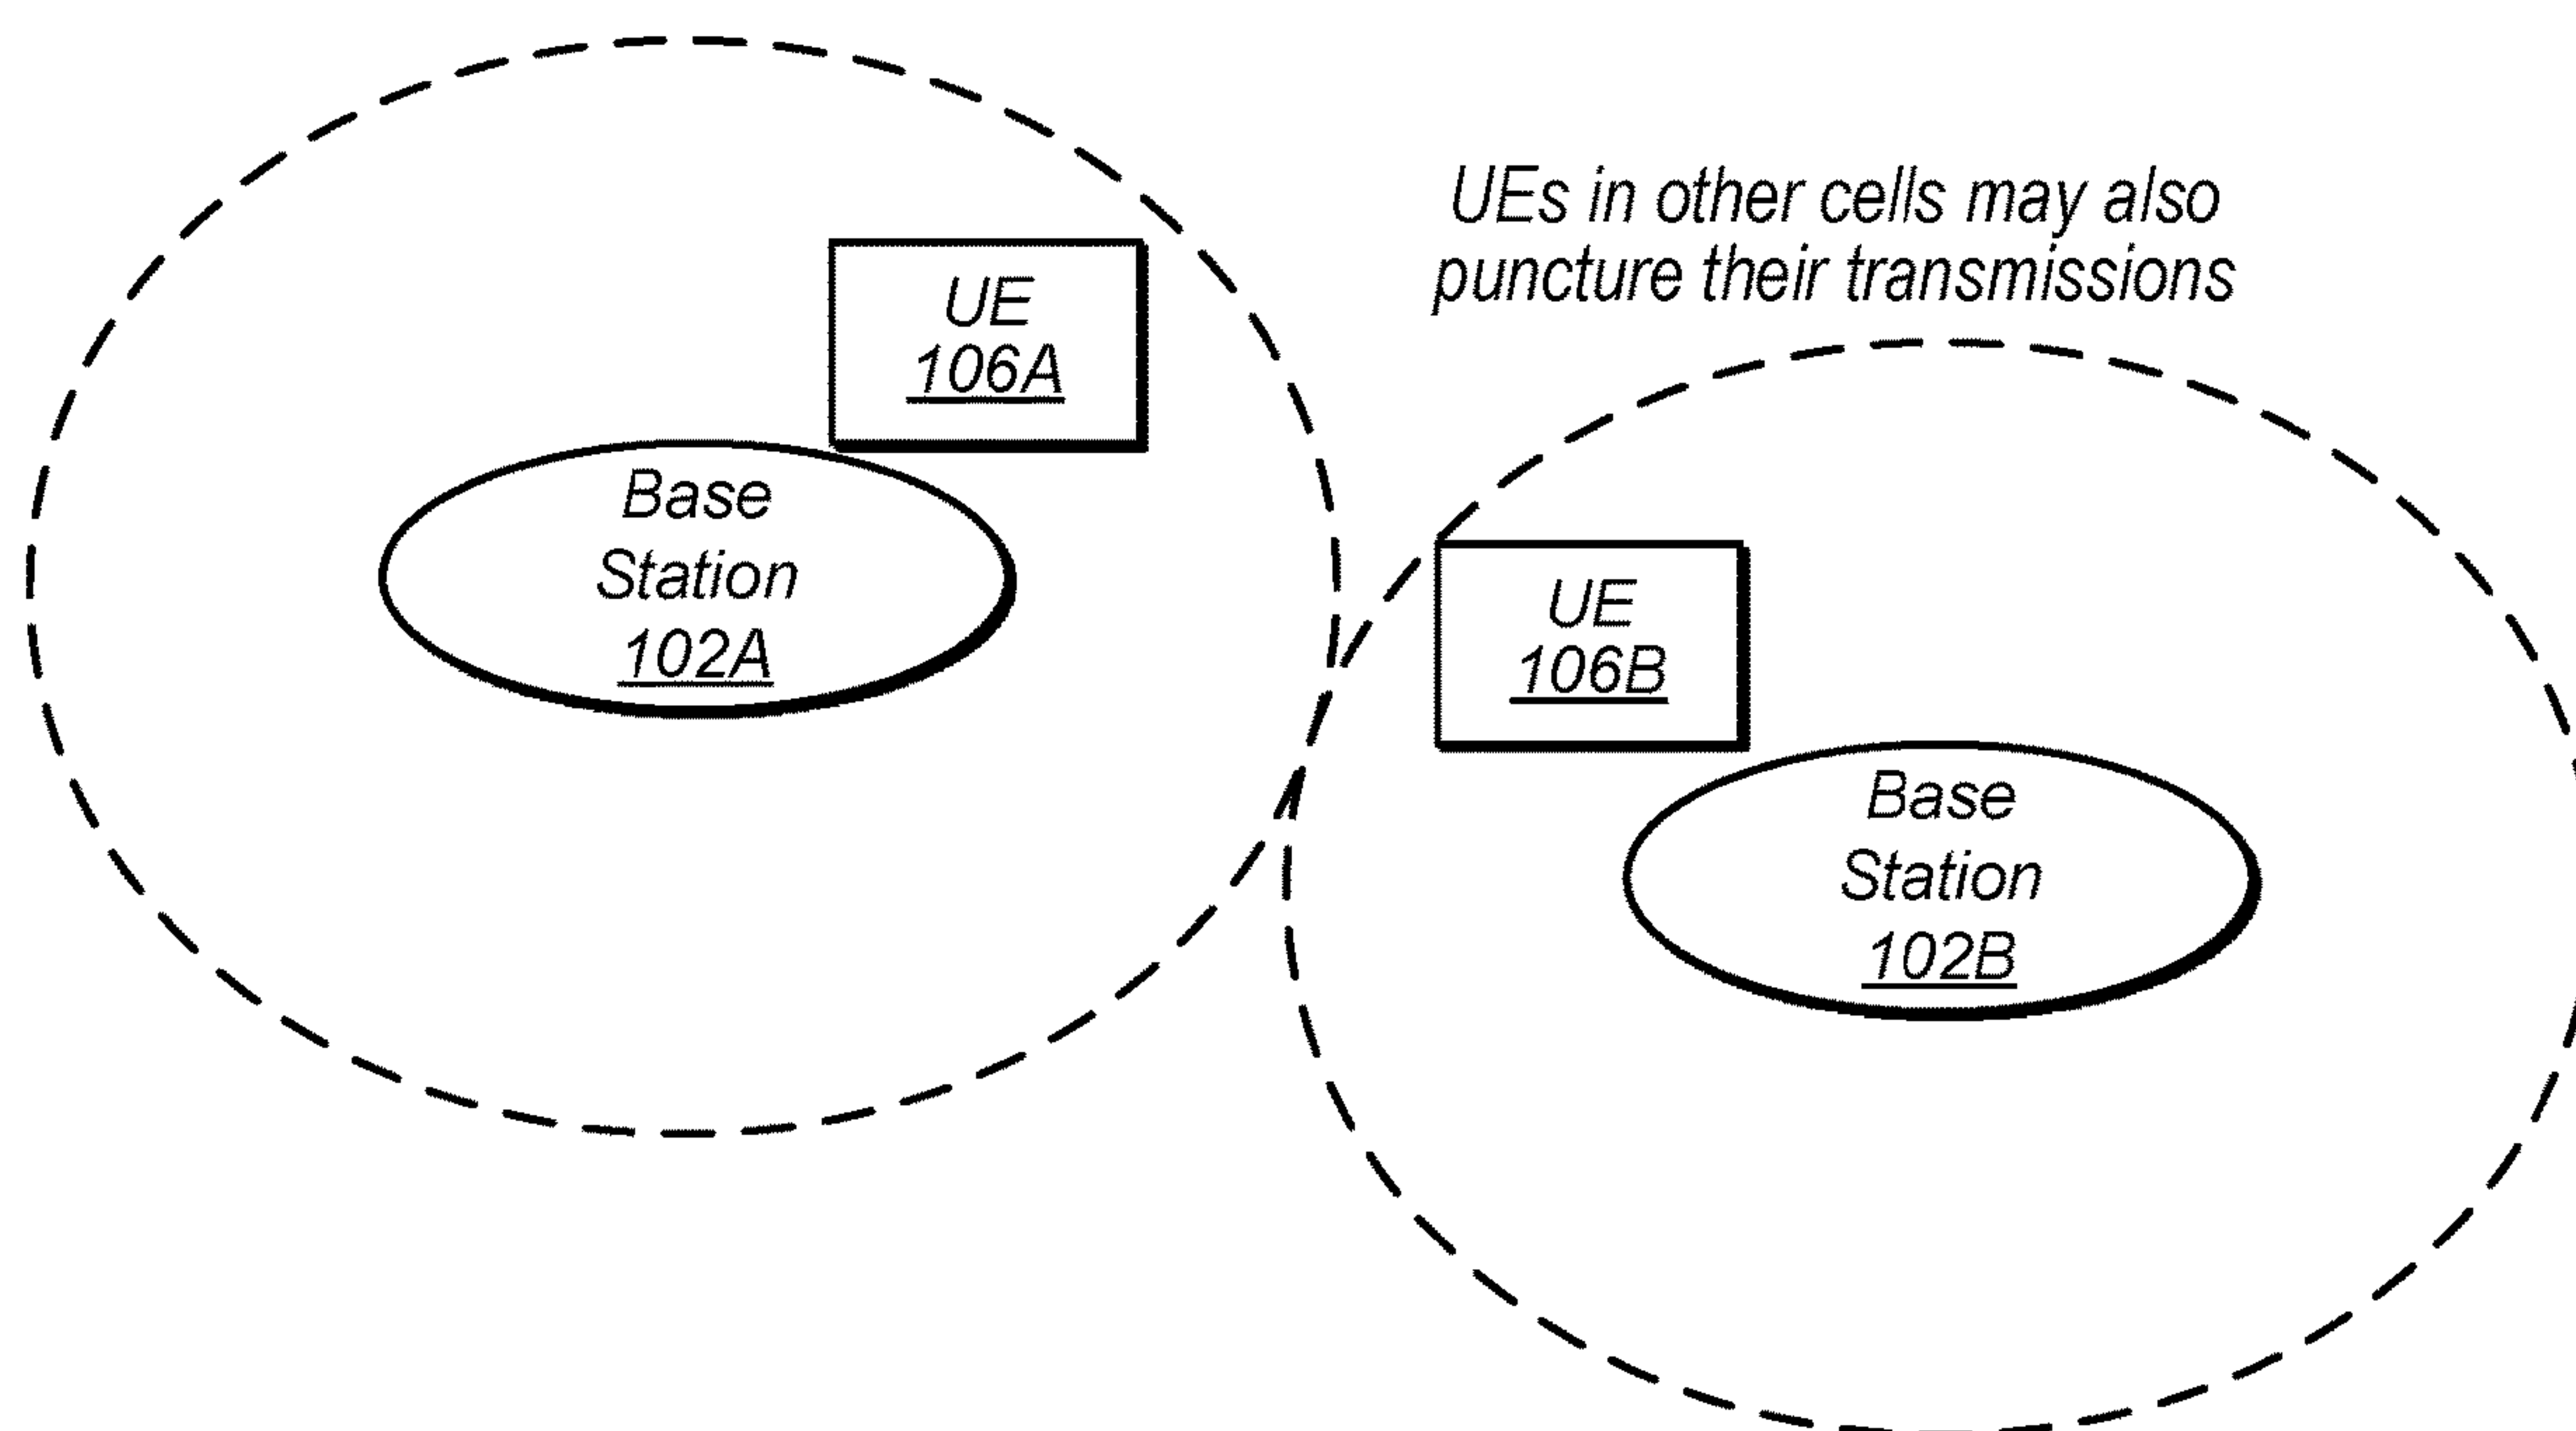 UEs in other cells may also
puncture their transmissions
UE
106A
Base
Station
102A
UE
106B
Base
Station
102B